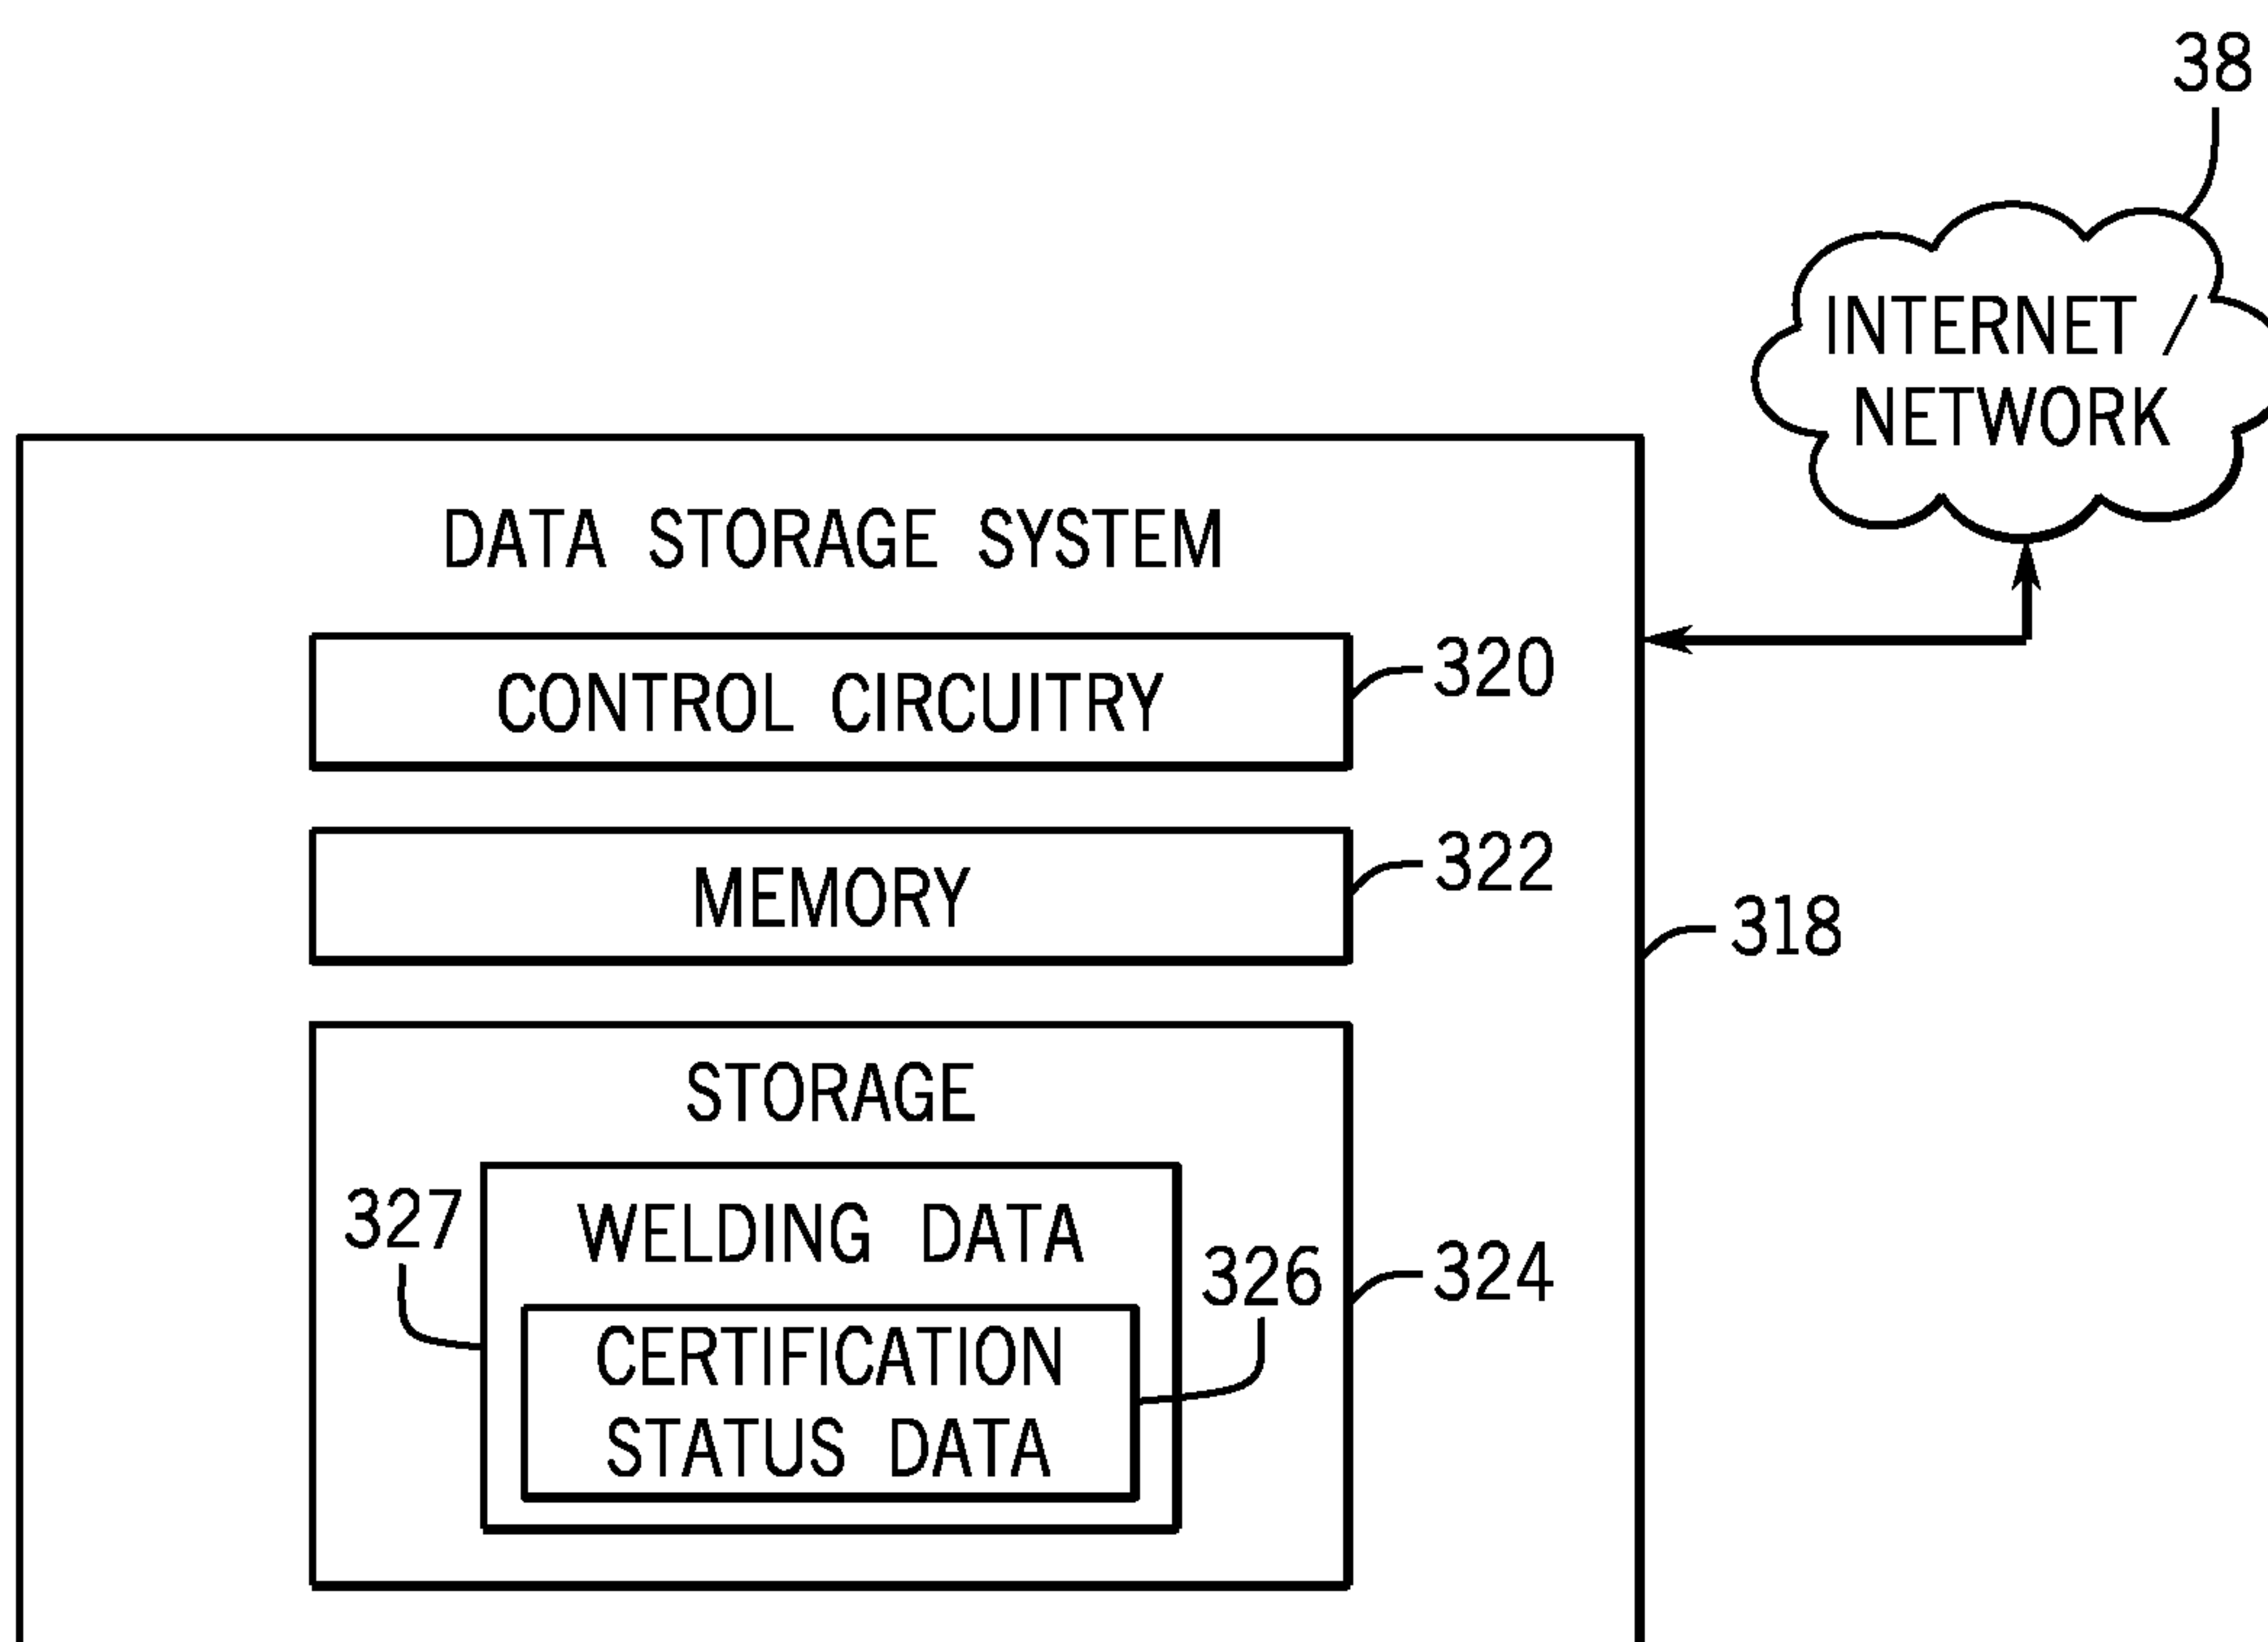 38
INTERNET /
NETWORK
DATA STORAGE SYSTEM
CONTROL CIRCUITRY
320
MEMORY
322
318
STORAGE
327
WELDING DATA
326
324
CERTIFICATION
STATUS DATA